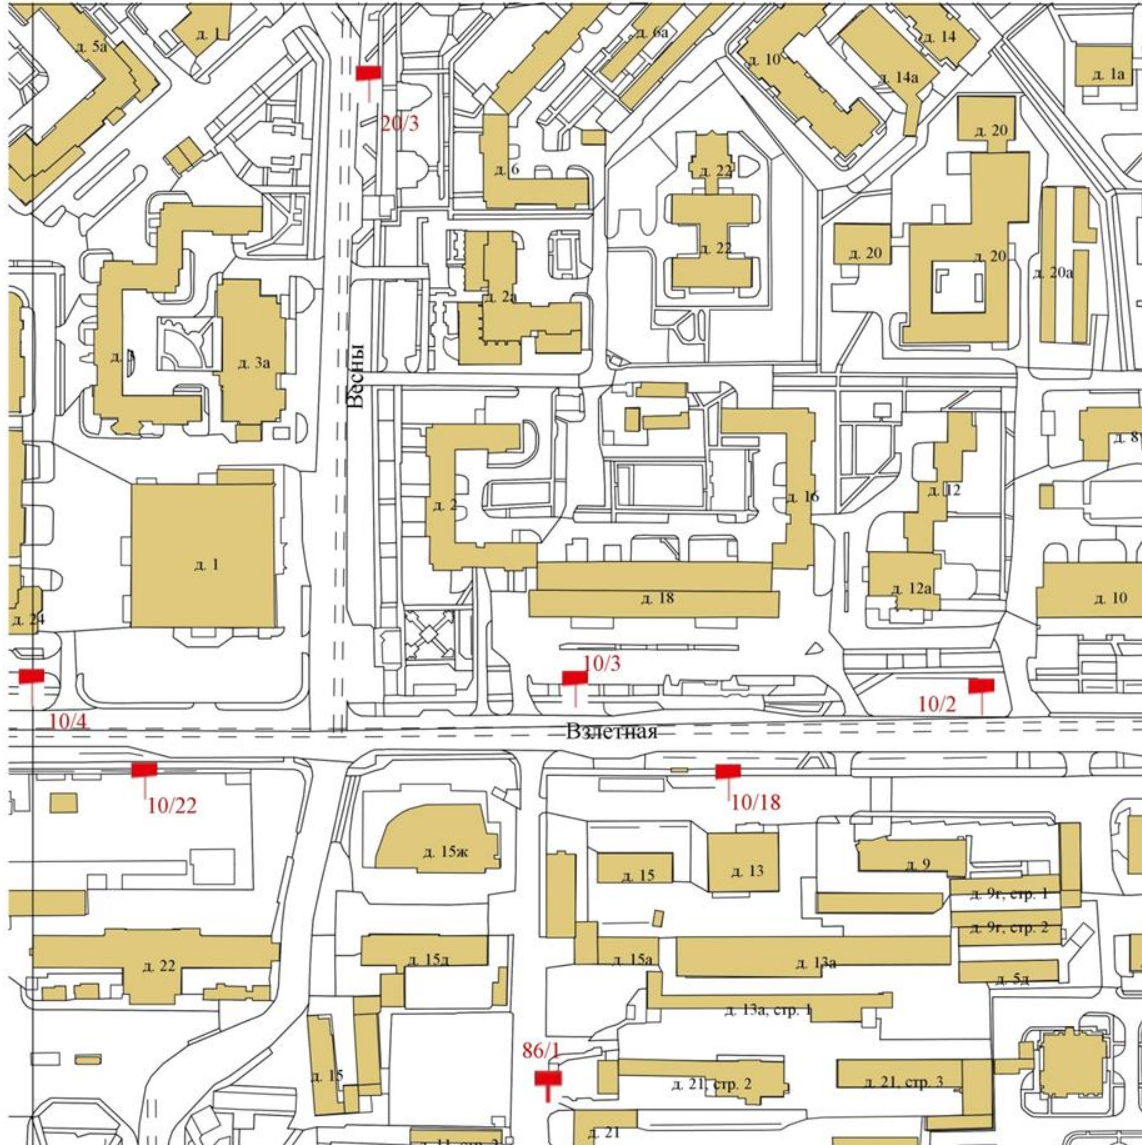 д. 5а
д. 1
д. 6а
д. 10
д. 14
д. 14а
д. 1а
20/3
д. 20
д. 6
д. 22
д. 22
д. 20
д. 20
д. 20а
д. 2а
д. 3а
Весны
д. 2
д. 16
д. 12
д. 1
д. 18
д. 12а
д. 10
д. 24
10/3
10/2
10/4
Взлетная
10/22
10/18
д. 15ж
д. 15
д. 13
д. 9
д. 9г, стр. 1
д. 9г, стр. 2
д. 22
д. 15д
д. 15а
д. 13а
д. 5д
д. 13а, стр. 1
86/1
д. 15
д. 21, стр. 2
д. 21, стр. 3
д. 21